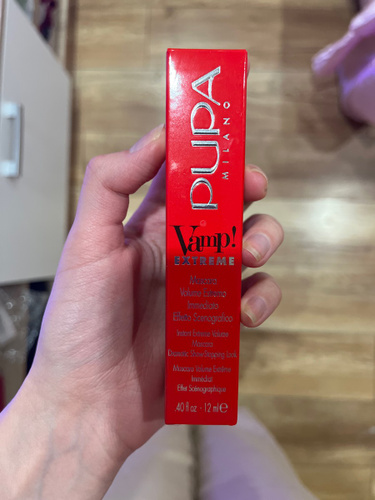 PUPA
MILANO
Vamp!
EXTREME
Mascara
Volume Estremo
Immediato
Effetto Scenografico
Instant Extreme Volume
Mascara
Dramatic Show-Stopping Look
Mascara Volume Extrême
Immédiat
Effet Scénographique
.40 fl oz - 12 ml ℮